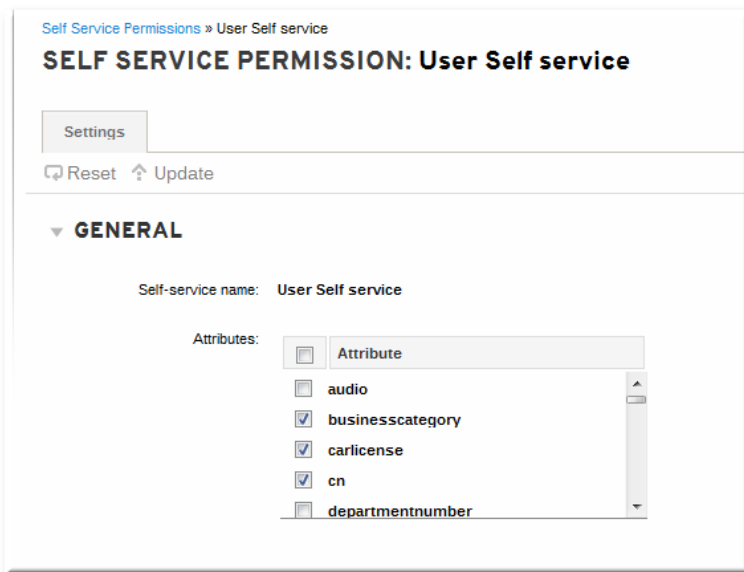 Self Service Permissions » User Self service
SELF SERVICE PERMISSION: User Self service
Settings
Reset Update
GENERAL
Self-service name: User Self service
Attributes:
Attribute
audio
businesscategory
carlicense
cn
departmentnumber